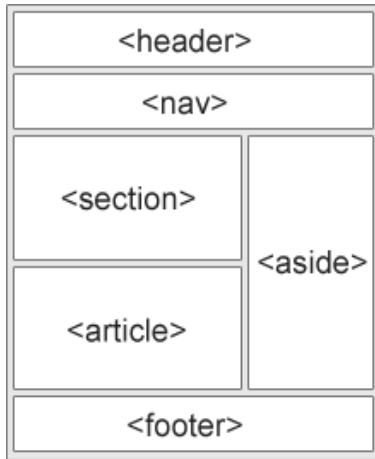 <header>
<nav>
<section>
<aside>
<article>
<footer>